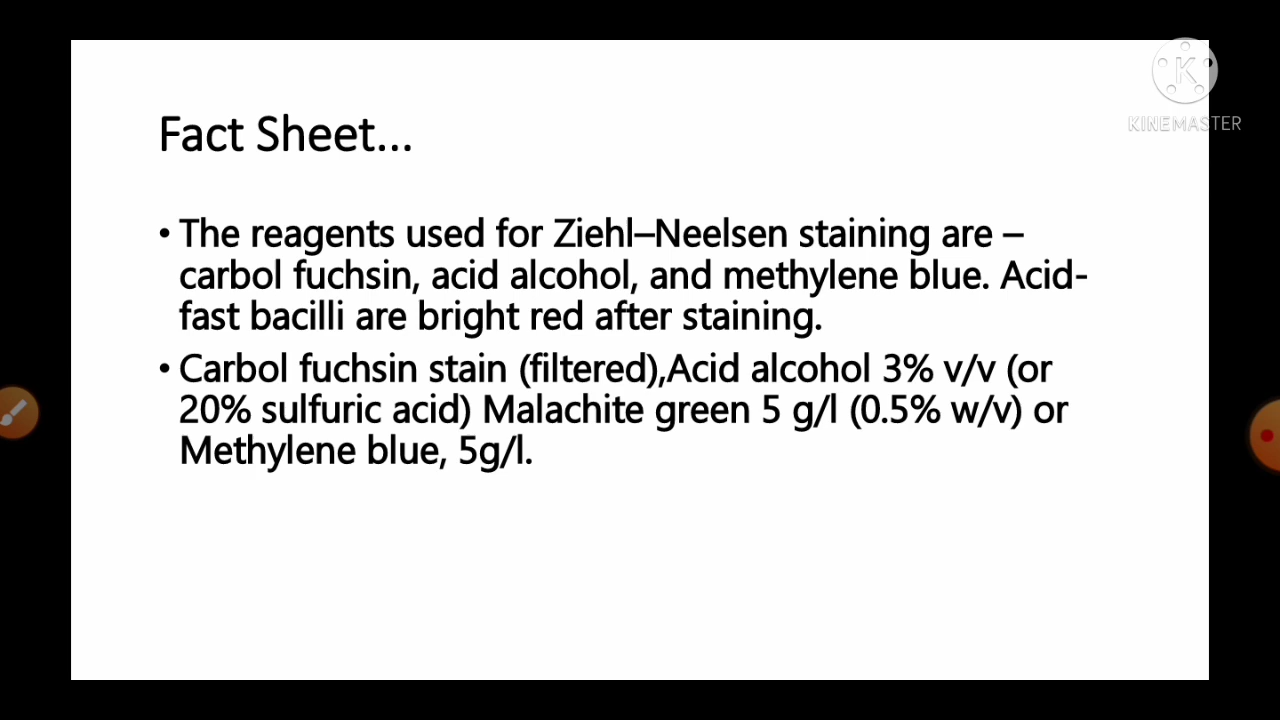 K
KINEMASTER
Fact Sheet...
• The reagents used for Ziehl–Neelsen staining are –
carbol fuchsin, acid alcohol, and methylene blue. Acid-
fast bacilli are bright red after staining.
• Carbol fuchsin stain (filtered),Acid alcohol 3% v/v (or
20% sulfuric acid) Malachite green 5 g/l (0.5% w/v) or
Methylene blue, 5g/l.